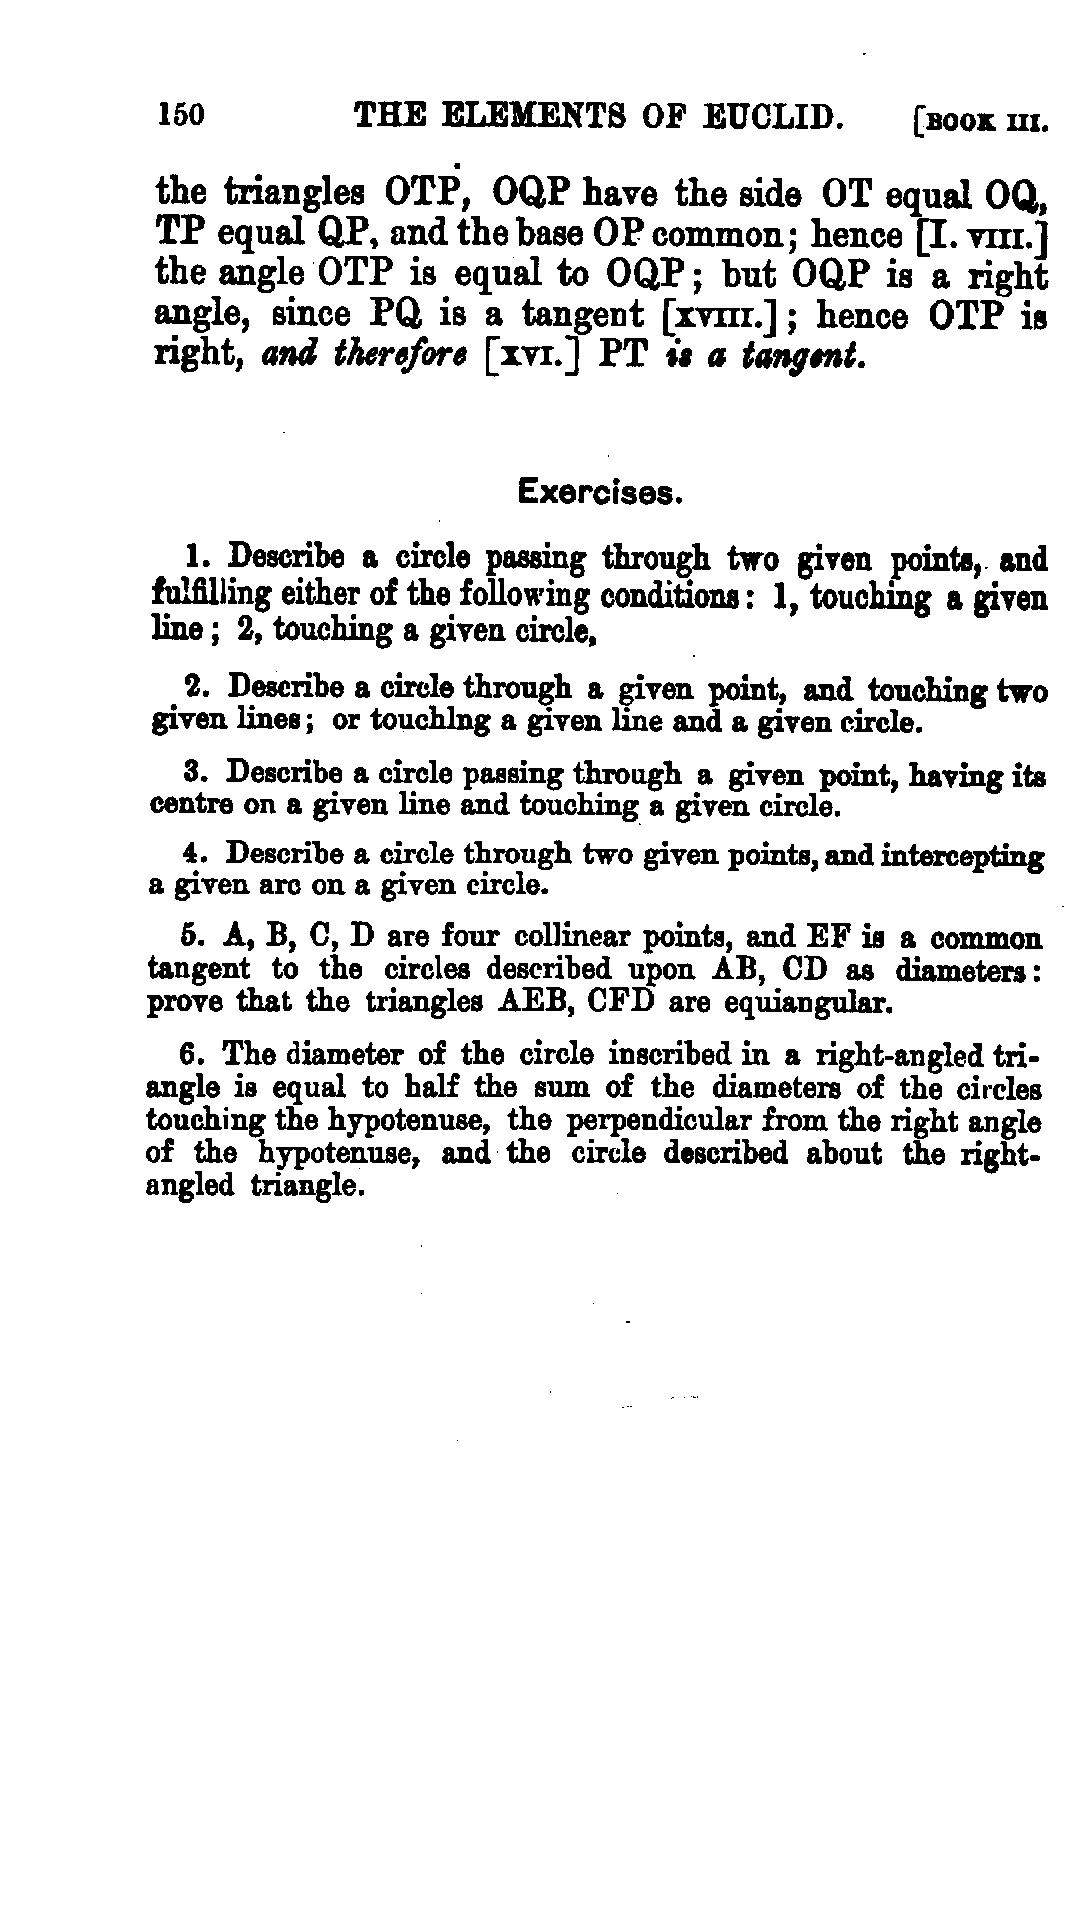 150 THE ELEMENTS OF EUCLID. [BOOK III.
the triangles OTP, OQP have the side OT equal OQ,
TP equal QP, and the base OP common; hence [I. VIII.]
the angle OTP is equal to OQP; but OQP is a right
angle, since PQ is a tangent [XVIII.]; hence OTP is
right, and therefore [XVI.] PT is a tangent.
Exercises.
1. Describe a circle passing through two given points, and
fulfilling either of the following conditions: 1, touching a given
line; 2, touching a given circle,
2. Describe a circle through a given point, and touching two
given lines; or touching a given line and a given circle.
3. Describe a circle passing through a given point, having its
centre on a given line and touching a given circle.
4. Describe a circle through two given points, and intercepting
a given arc on a given circle.
5. A, B, C, D are four collinear points, and EF is a common
tangent to the circles described upon AB, CD as diameters:
prove that the triangles AEB, CFD are equiangular.
6. The diameter of the circle inscribed in a right-angled tri-
angle is equal to half the sum of the diameters of the circles
touching the hypotenuse, the perpendicular from the right angle
of the hypotenuse, and the circle described about the right-
angled triangle.